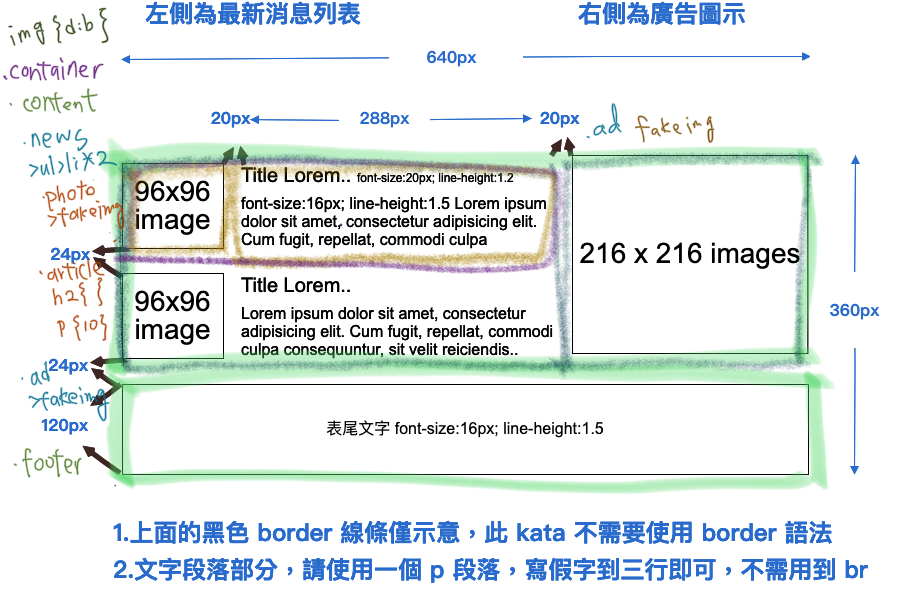 左側為最新消息列表
右側為廣告圖示
img {d:b}
.container
.content
.news
>ul>li*2
.photo
>fakeimg
.article
h2{ }
p {10}
.ad
>fakeimg
.footer
640px
20px
288px
20px
.ad fakeimg
96x96
image
Title Lorem.. font-size:20px; line-height:1.2
font-size:16px; line-height:1.5 Lorem ipsum
dolor sit amet, consectetur adipisicing elit.
Cum fugit, repellat, commodi culpa
24px
96x96
image
Title Lorem..
Lorem ipsum dolor sit amet, consectetur
adipisicing elit. Cum fugit, repellat, commodi
culpa consequuntur, sit velit reiciendis..
216 x 216 images
360px
24px
120px
表尾文字 font-size:16px; line-height:1.5
1.上面的黑色 border 線條僅示意，此 kata 不需要使用 border 語法
2.文字段落部分，請使用一個 p 段落，寫假字到三行即可，不需用到 br